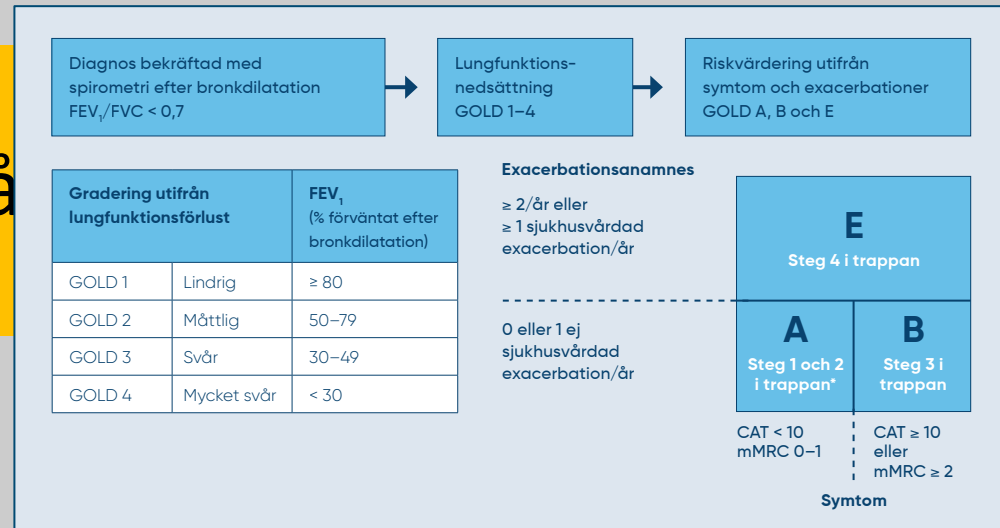 Diagnos bekräftad med
spirometri efter bronkdilatation
FEV₁/FVC < 0,7
Lungfunktions-
nedsättning
GOLD 1–4
Riskvärdering utifrån
symtom och exacerbationer
GOLD A, B och E
Gradering utifrån
lungfunktionsförlust
FEV₁
(% förväntat efter
bronkdilatation)
GOLD 1 Lindrig ≥ 80
GOLD 2 Måttlig 50–79
GOLD 3 Svår 30–49
GOLD 4 Mycket svår < 30
Exacerbationsanamnes
≥ 2/år eller
≥ 1 sjukhusvårdad
exacerbation/år
0 eller 1 ej
sjukhusvårdad
exacerbation/år
E
Steg 4 i trappan
A
Steg 1 och 2
i trappan*
B
Steg 3 i
trappan
CAT < 10
mMRC 0–1
CAT ≥ 10
eller
mMRC ≥ 2
Symtom